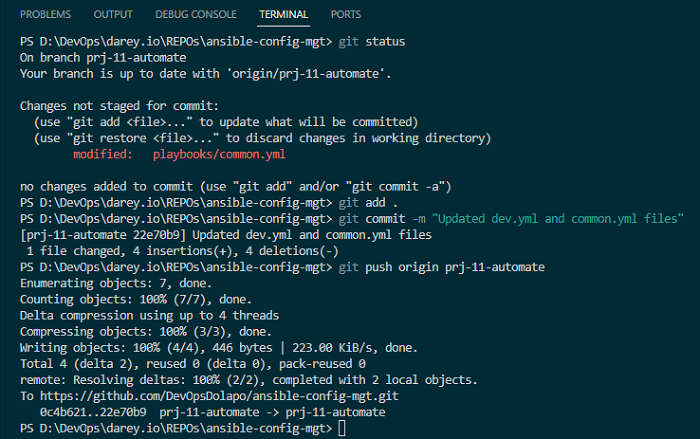 PROBLEMS OUTPUT DEBUG CONSOLE TERMINAL PORTS
PS D:\DevOps\darey.io\REPOs\ansible-config-mgt> git status
On branch prj-11-automate
Your branch is up to date with 'origin/prj-11-automate'.
Changes not staged for commit:
(use "git add <file>..." to update what will be committed)
(use "git restore <file>..." to discard changes in working directory)
modified: playbooks/common.yml
no changes added to commit (use "git add" and/or "git commit -a")
PS D:\DevOps\darey.io\REPOs\ansible-config-mgt> git add .
PS D:\DevOps\darey.io\REPOs\ansible-config-mgt> git commit -m "Updated dev.yml and common.yml files"
[prj-11-automate 22e70b9] Updated dev.yml and common.yml files
1 file changed, 4 insertions(+), 4 deletions(-)
PS D:\DevOps\darey.io\REPOs\ansible-config-mgt> git push origin prj-11-automate
Enumerating objects: 7, done.
Counting objects: 100% (7/7), done.
Delta compression using up to 4 threads
Compressing objects: 100% (3/3), done.
Writing objects: 100% (4/4), 446 bytes | 223.00 KiB/s, done.
Total 4 (delta 2), reused 0 (delta 0), pack-reused 0
remote: Resolving deltas: 100% (2/2), completed with 2 local objects.
To https://github.com/DevOpsDolapo/ansible-config-mgt.git
0c4b621..22e70b9 prj-11-automate -> prj-11-automate
PS D:\DevOps\darey.io\REPOs\ansible-config-mgt>